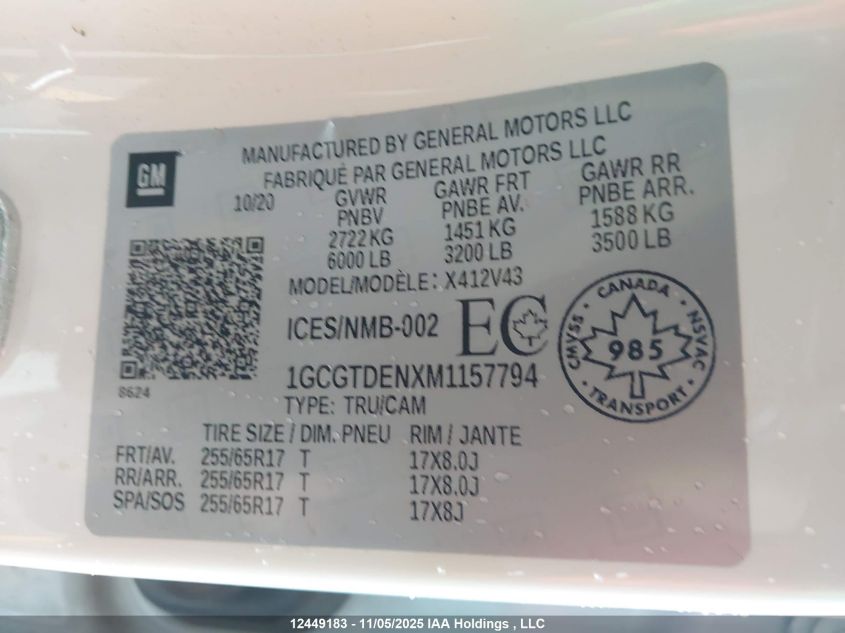 GM
MANUFACTURED BY GENERAL MOTORS LLC
FABRIQUÉ PAR GENERAL MOTORS LLC
10/20 GVWR GAWR FRT GAWR RR
PNBV PNBE AV. PNBE ARR.
2722 KG 1451 KG 1588 KG
6000 LB 3200 LB 3500 LB
MODEL/MODÈLE: X412V43
ICES/NMB-002 EC
CANADA
CMVSS 985 NSVAC
TRANSPORT
8624
1GCGTDENXM1157794
TYPE: TRU/CAM
TIRE SIZE / DIM. PNEU RIM / JANTE
FRT/AV. 255/65R17 T 17X8.0J
RR/ARR. 255/65R17 T 17X8.0J
SPA/SOS 255/65R17 T 17X8J
12449183 - 11/05/2025 IAA Holdings , LLC